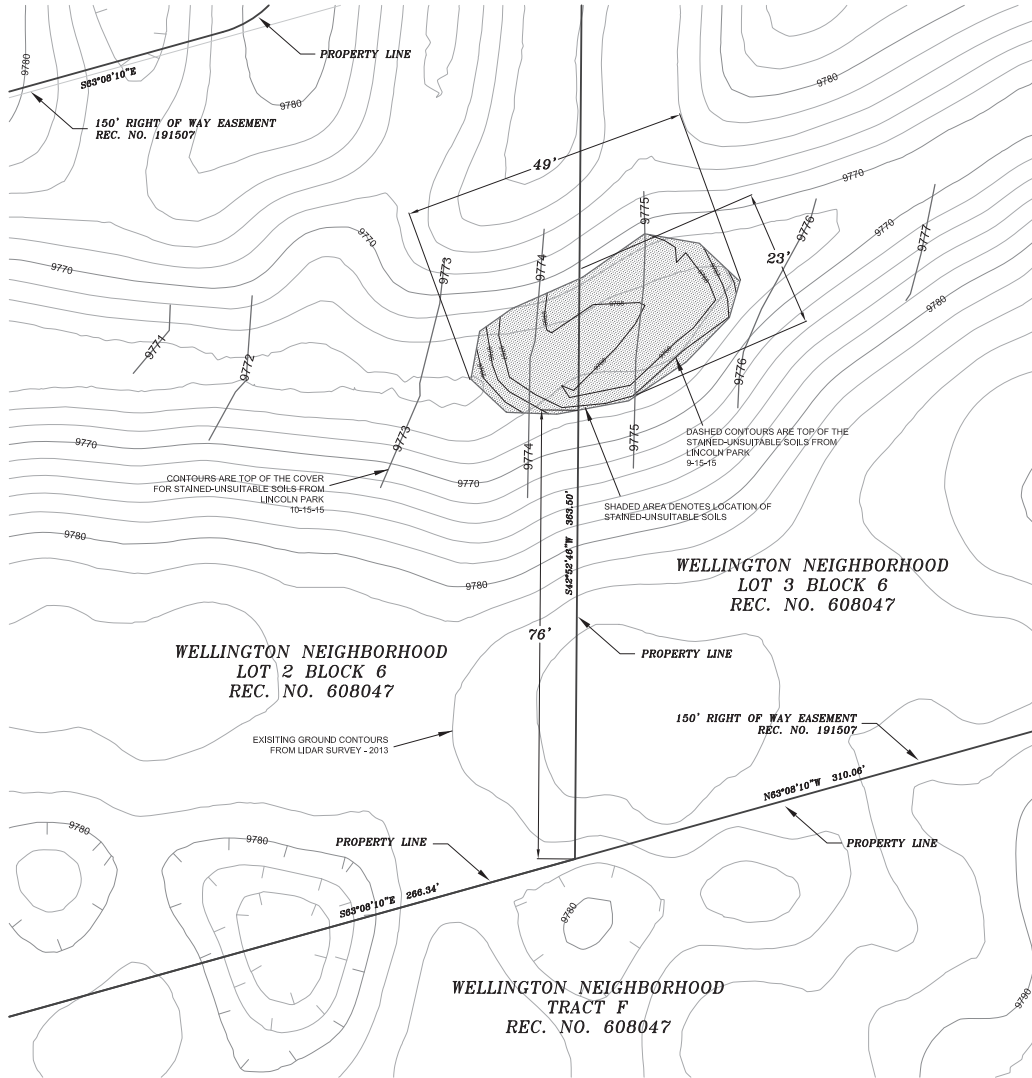 PROPERTY LINE
9780
S63°08'10"E
9780
9780
150' RIGHT OF WAY EASEMENT
REC. NO. 191507
49'
9770
9775
9776
9770
9777
9770
23'
9770
9773
9774
9780
9771
9772
9776
9773
9774
9775
9770
DASHED CONTOURS ARE TOP OF THE
STAINED-UNSUITABLE SOILS FROM
LINCOLN PARK
9-15-15
CONTOURS ARE TOP OF THE COVER
FOR STAINED-UNSUITABLE SOILS FROM
LINCOLN PARK
10-15-15
9770
SHADED AREA DENOTES LOCATION OF
STAINED-UNSUITABLE SOILS
9780
9780
S42°52'46"W 363.50'
WELLINGTON NEIGHBORHOOD
LOT 3 BLOCK 6
REC. NO. 608047
76'
WELLINGTON NEIGHBORHOOD
LOT 2 BLOCK 6
REC. NO. 608047
PROPERTY LINE
150' RIGHT OF WAY EASEMENT
REC. NO. 191507
EXISITING GROUND CONTOURS
FROM LIDAR SURVEY - 2013
N63°08'10"W 310.06'
9780
9780
PROPERTY LINE
PROPERTY LINE
S63°08'10"E 266.34'
9780
WELLINGTON NEIGHBORHOOD
TRACT F
REC. NO. 608047
9790